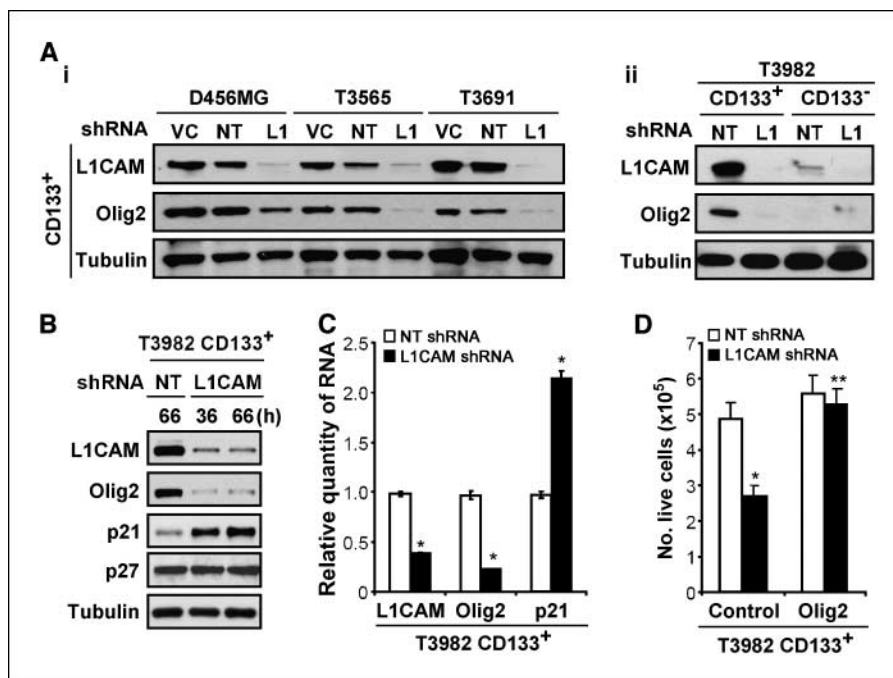 A
i
D456MG T3565 T3691
shRNA VC NT L1 VC NT L1 VC NT L1
CD133+
L1CAM
Olig2
Tubulin
ii
T3982
CD133+ CD133-
shRNA NT L1 NT L1
L1CAM
Olig2
Tubulin
B
T3982 CD133+
shRNA NT L1CAM
66 36 66(h)
L1CAM
Olig2
p21
p27
Tubulin
C
NT shRNA
L1CAM shRNA
Relative quantity of RNA
2.5
2.0
1.5
1.0
0.5
0
*
*
*
L1CAM Olig2 p21
T3982 CD133+
D
NT shRNA
L1CAM shRNA
No. live cells (x105)
7
6
5
4
3
2
1
0
*
**
Control Olig2
T3982 CD133+